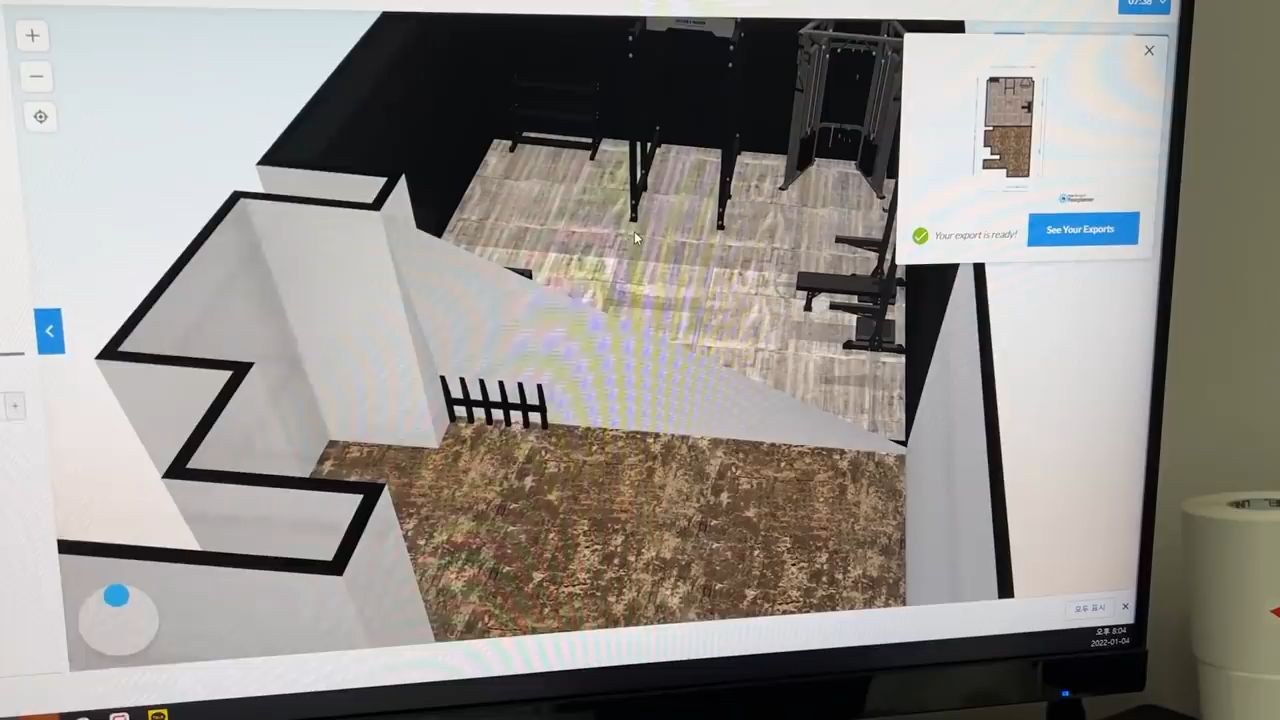 Your export is ready!
See Your Exports
모두 표시
오후 8:04
2022-01-04